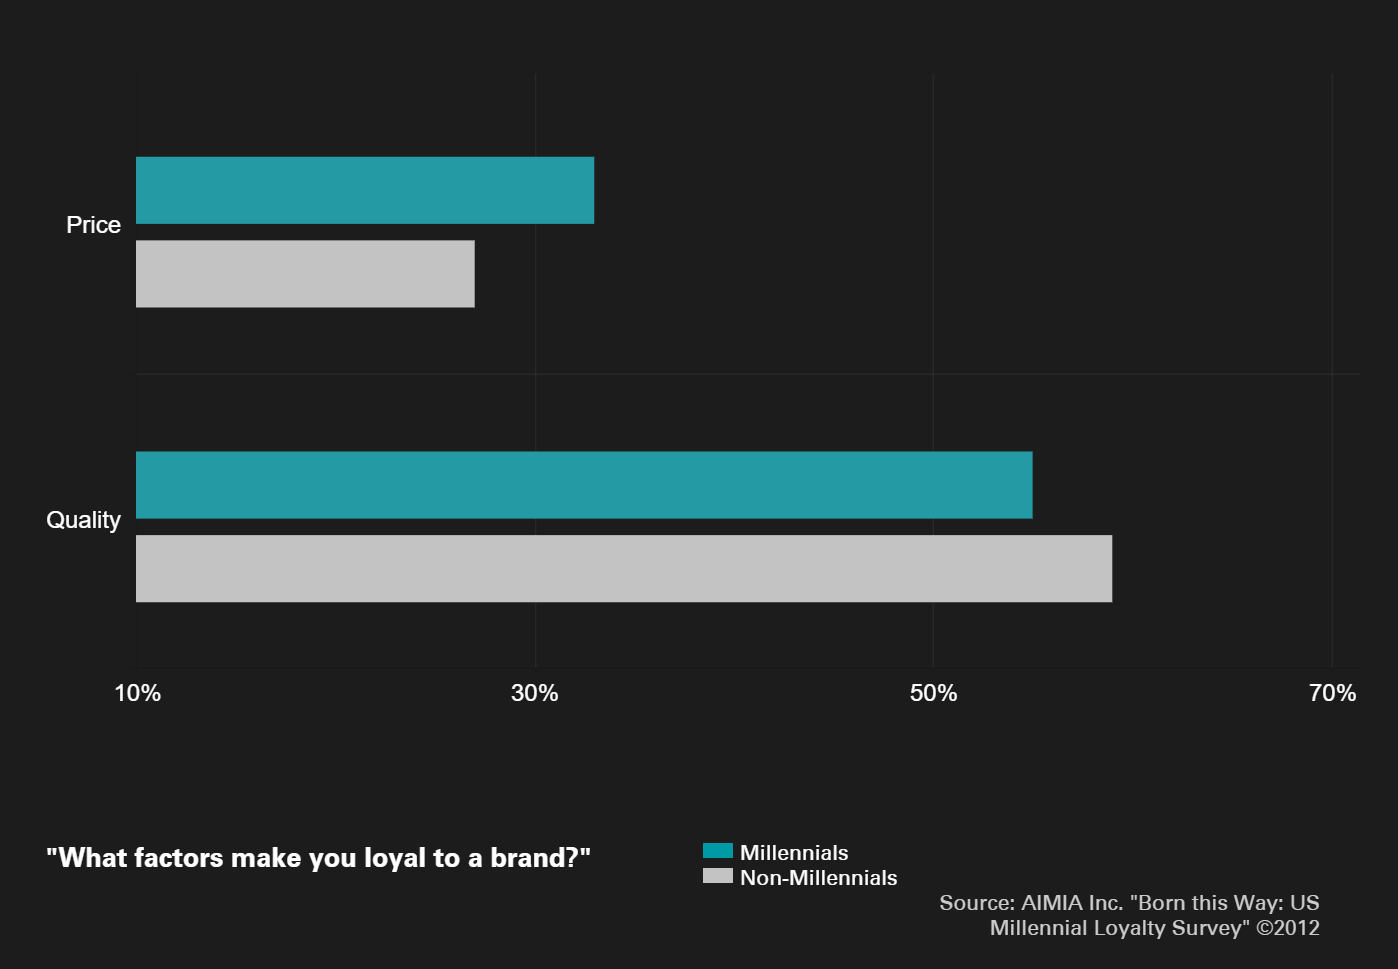 Price
Quality
10%
30%
50%
70%
"What factors make you loyal to a brand?"
Millennials
Non-Millennials
Source: AIMIA Inc. "Born this Way: US
Millennial Loyalty Survey" ©2012